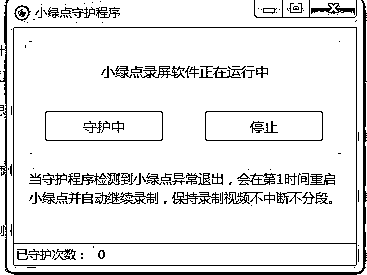 小绿点守护程序
小绿点录屏软件正在运行中
守护中
停止
当守护程序检测到小绿点异常退出，会在第1时间重启
小绿点并自动继续录制，保持录制视频不中断不分段。
已守护次数： 0